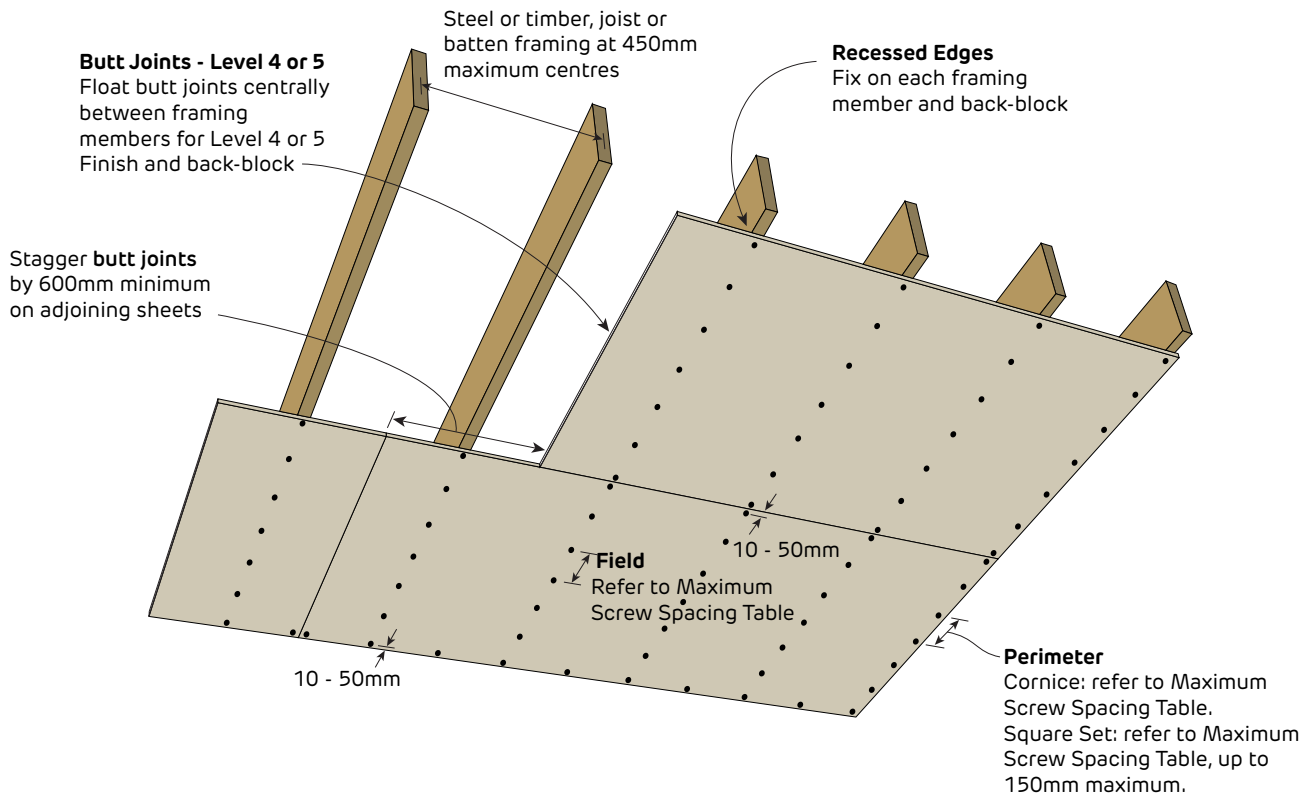 Steel or timber, joist or
batten framing at 450mm
maximum centres
Butt Joints - Level 4 or 5
Float butt joints centrally
between framing
members for Level 4 or 5
Finish and back-block
Recessed Edges
Fix on each framing
member and back-block
Stagger butt joints
by 600mm minimum
on adjoining sheets
10 - 50mm
Field
Refer to Maximum
Screw Spacing Table
10 - 50mm
Perimeter
Cornice: refer to Maximum
Screw Spacing Table.
Square Set: refer to Maximum
Screw Spacing Table, up to
150mm maximum.